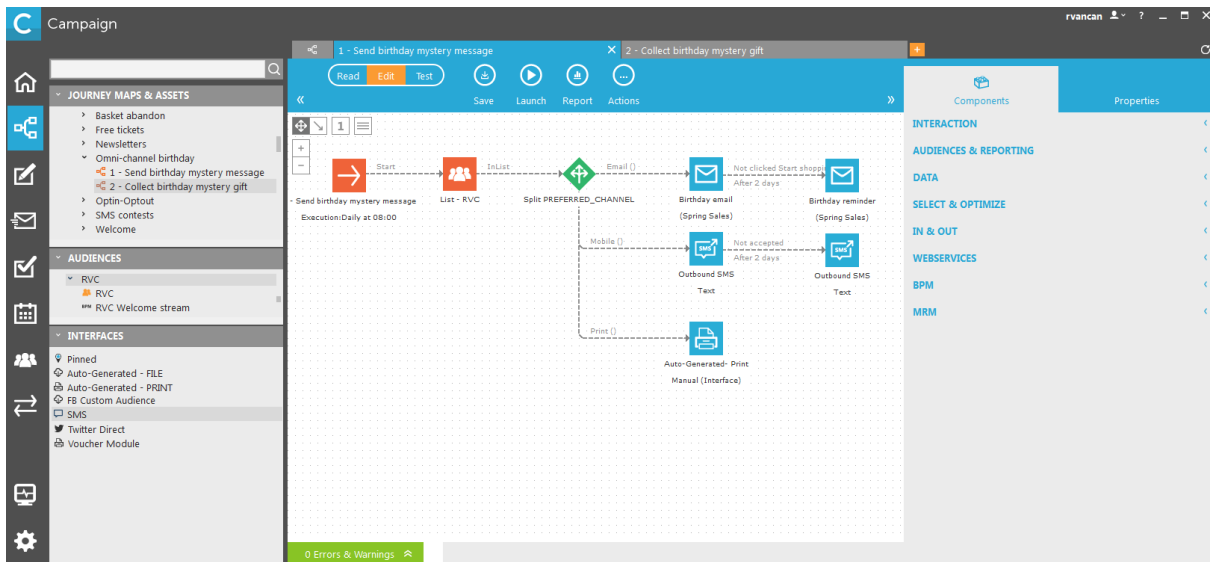 C Campaign
rvancan ?
1 - Send birthday mystery message
2 - Collect birthday mystery gift
+
Read Edit Test
Save Launch Report Actions
JOURNEY MAPS & ASSETS
Basket abandon
Free tickets
Newsletters
Omni-channel birthday
1 - Send birthday mystery message
2 - Collect birthday mystery gift
Optin-Optout
SMS contests
Welcome
AUDIENCES
RVC
RVC
BPM RVC Welcome stream
INTERFACES
Pinned
Auto-Generated - FILE
Auto-Generated - PRINT
FB Custom Audience
SMS
Twitter Direct
Voucher Module
1
+
-
Start
InList
Email ()
Not clicked Start shoppi
After 2 days
- Send birthday mystery message
Execution:Daily at 08:00
List - RVC
Split PREFERRED_CHANNEL
Birthday email
(Spring Sales)
Birthday reminder
(Spring Sales)
Mobile ()
SMS
Not accepted
After 2 days
SMS
Outbound SMS
Text
Outbound SMS
Text
Print ()
Auto-Generated- Print
Manual (Interface)
0 Errors & Warnings
Components
Properties
INTERACTION
AUDIENCES & REPORTING
DATA
SELECT & OPTIMIZE
IN & OUT
WEBSERVICES
BPM
MRM